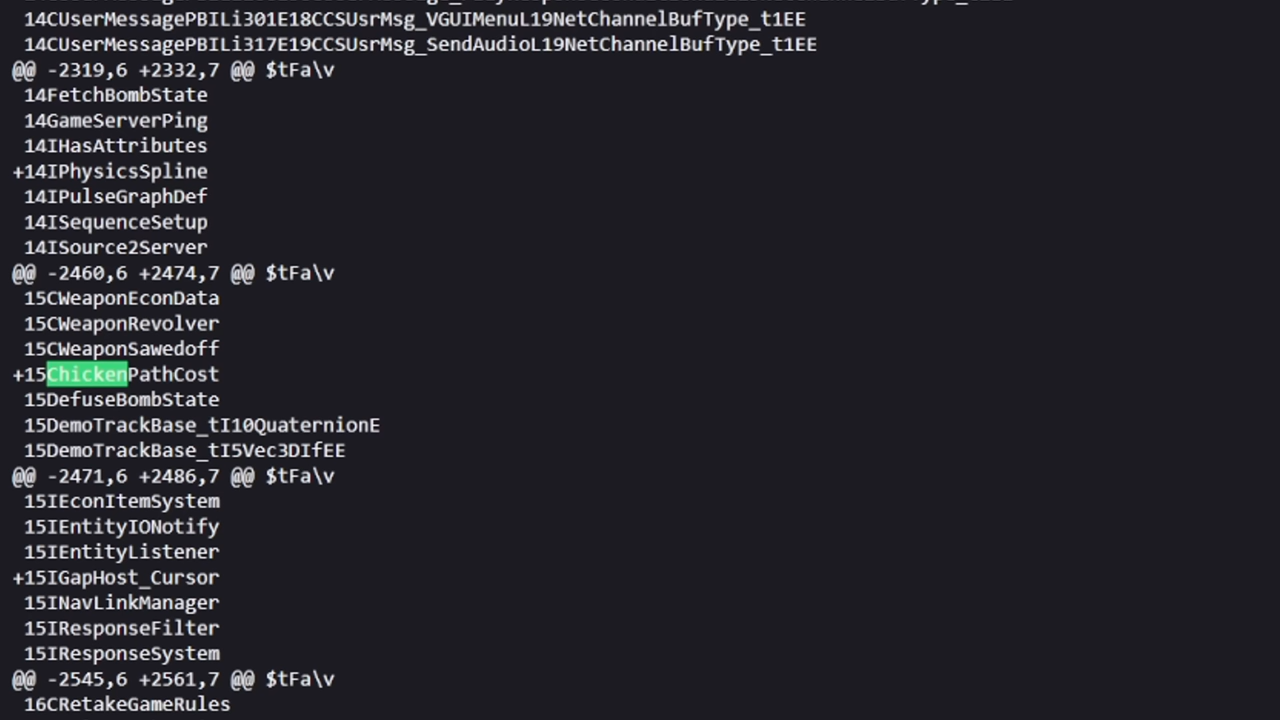 14CUserMessagePBILi301E18CCSUsrMsg_VGUIMenuL19NetChannelBufType_t1EE
14CUserMessagePBILi317E19CCSUsrMsg_SendAudioL19NetChannelBufType_t1EE
@@ -2319,6 +2332,7 @@ $tFa\v
14FetchBombState
14GameServerPing
14IHasAttributes
+14IPhysicsSpline
14IPulseGraphDef
14ISequenceSetup
14ISource2Server
@@ -2460,6 +2474,7 @@ $tFa\v
15CWeaponEconData
15CWeaponRevolver
15CWeaponSawedoff
+15ChickenPathCost
15DefuseBombState
15DemoTrackBase_tI10QuaternionE
15DemoTrackBase_tI5Vec3DIfEE
@@ -2471,6 +2486,7 @@ $tFa\v
15IEconItemSystem
15IEntityIONotify
15IEntityListener
+15IGapHost_Cursor
15INavLinkManager
15IResponseFilter
15IResponseSystem
@@ -2545,6 +2561,7 @@ $tFa\v
16CRetakeGameRules